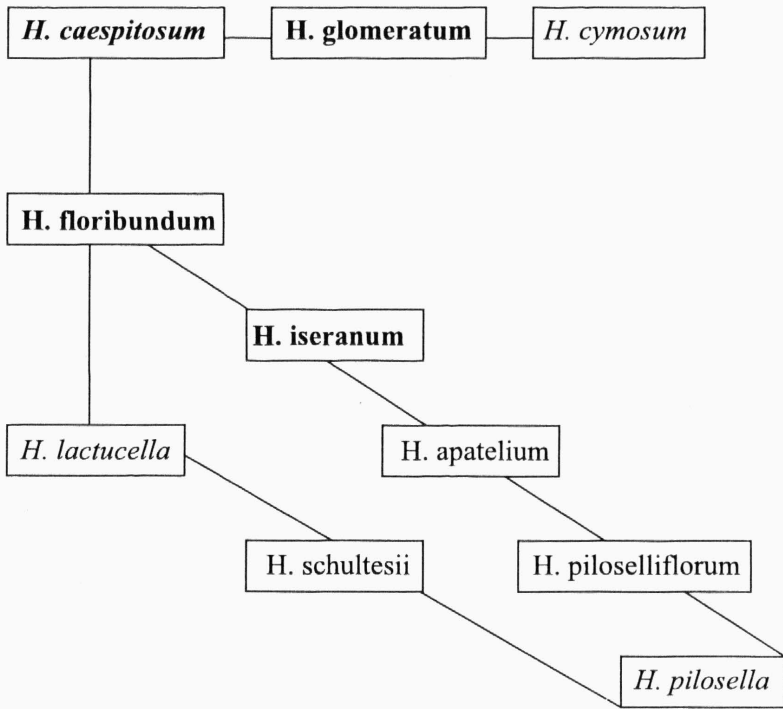 H. caespitosum H. glomeratum H. cymosum
H. floribundum
H. iseranum
H. lactucella H. apatelium
H. schultesii H. piloselliflorum
H. pilosella